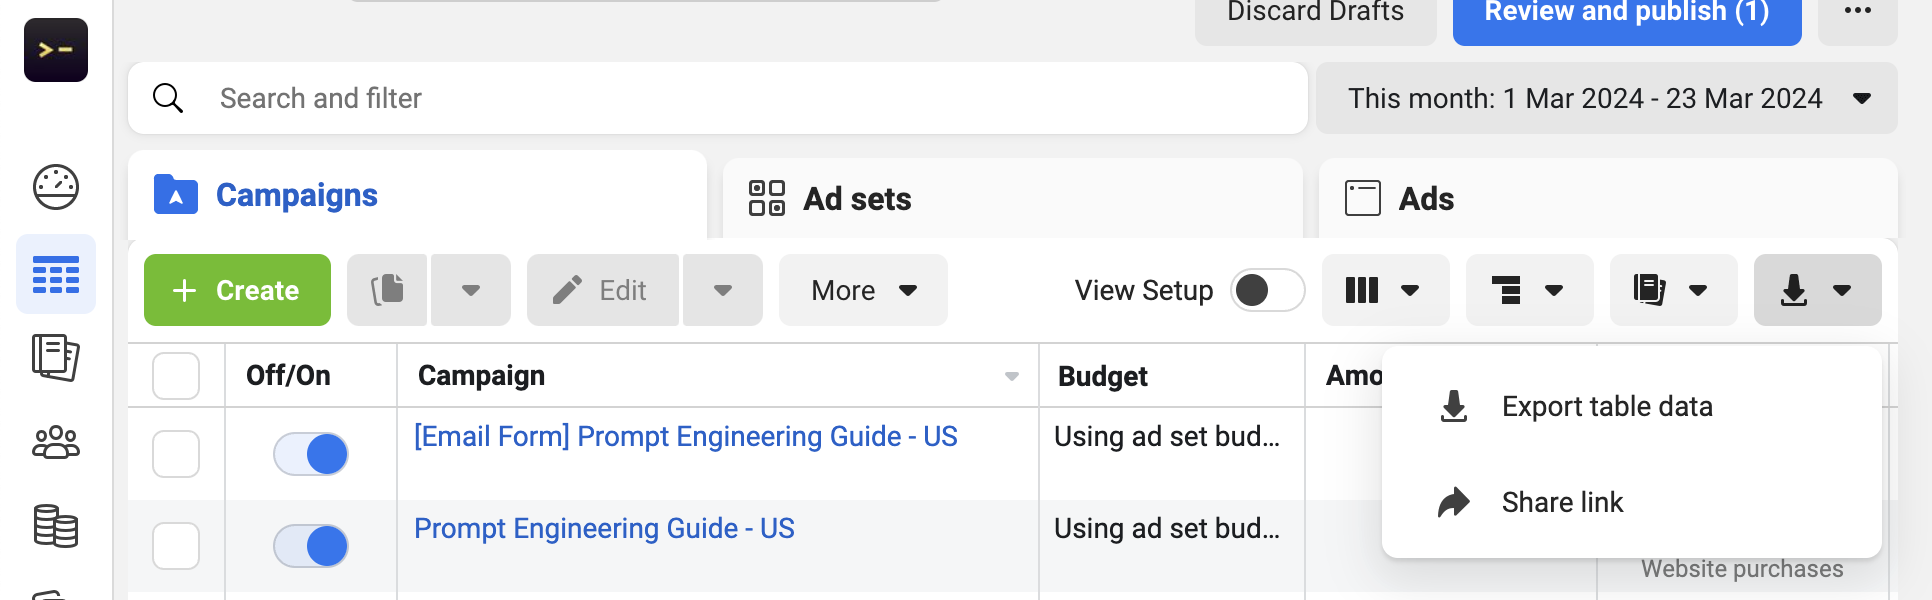 Discard Drafts
Review and publish (1)
Search and filter
This month: 1 Mar 2024 - 23 Mar 2024
Campaigns
Ad sets
Ads
Create
Edit
More
View Setup
Off/On
Campaign
Budget
Amo
Export table data
[Email Form] Prompt Engineering Guide - US
Using ad set bud...
Share link
Prompt Engineering Guide - US
Using ad set bud...
Website purchases